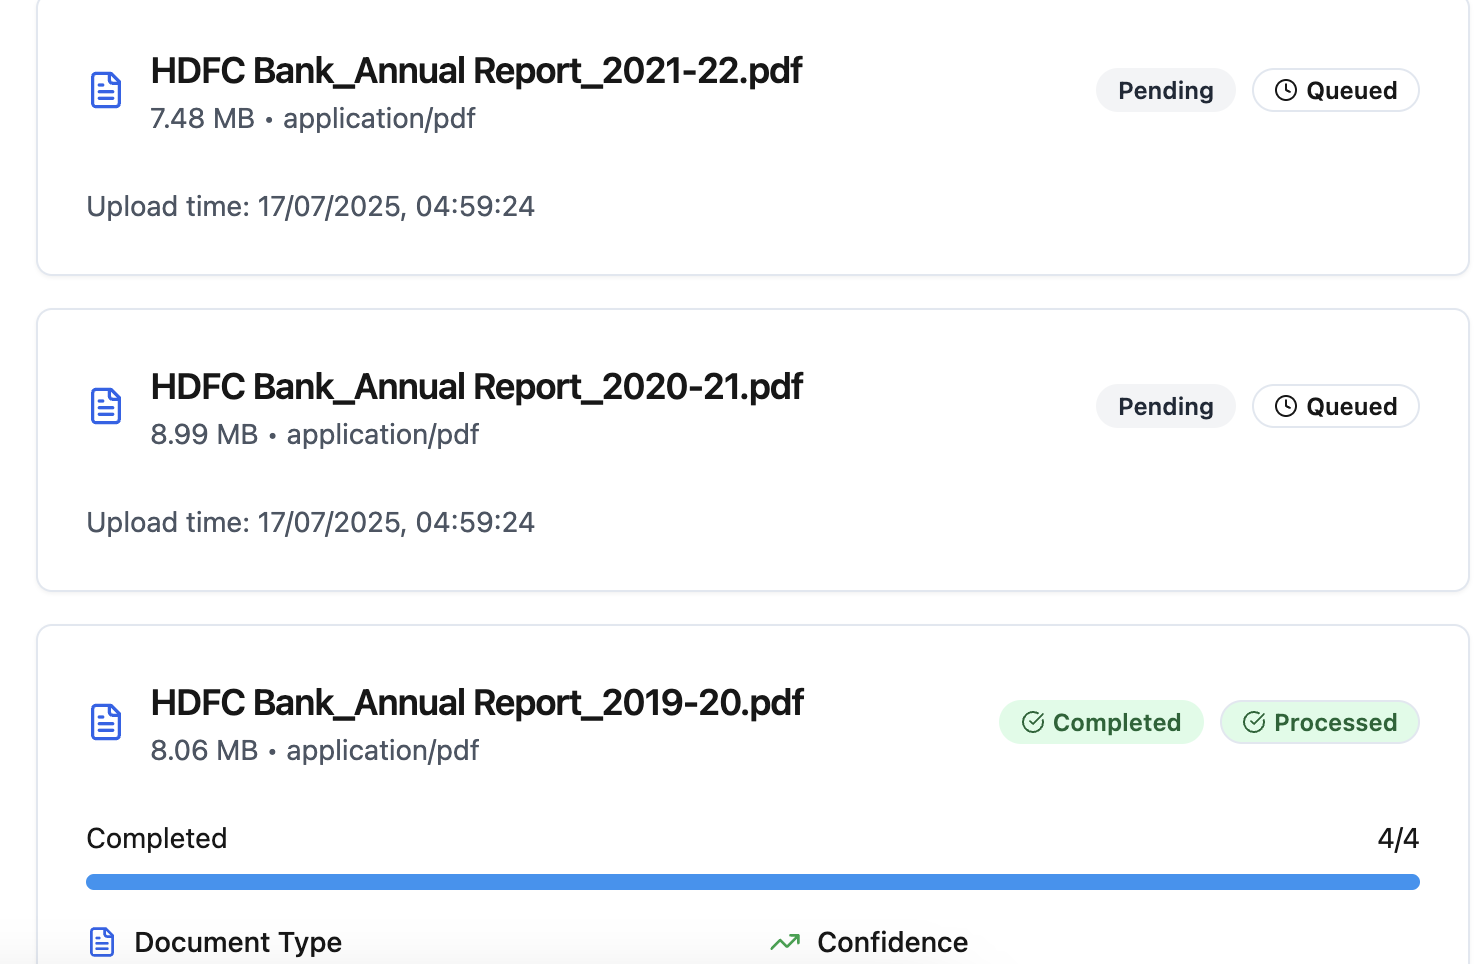 HDFC Bank_Annual Report_2021-22.pdf
7.48 MB • application/pdf
Pending
Queued
Upload time: 17/07/2025, 04:59:24
HDFC Bank_Annual Report_2020-21.pdf
8.99 MB • application/pdf
Pending
Queued
Upload time: 17/07/2025, 04:59:24
HDFC Bank_Annual Report_2019-20.pdf
8.06 MB • application/pdf
Completed
Processed
Completed
4/4
Document Type
Confidence